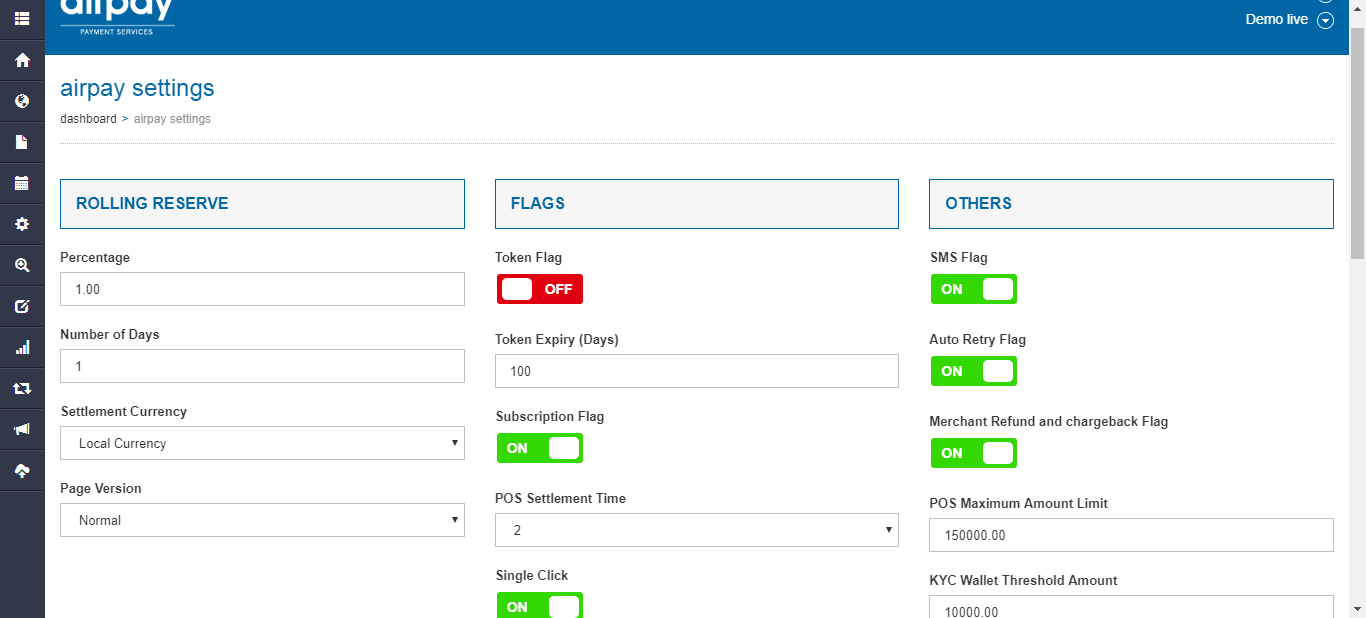 airpay
PAYMENT SERVICES
Demo live
airpay settings
dashboard > airpay settings
ROLLING RESERVE
Percentage
1.00
Number of Days
1
Settlement Currency
Local Currency
Page Version
Normal
FLAGS
Token Flag
OFF
Token Expiry (Days)
100
Subscription Flag
ON
POS Settlement Time
2
Single Click
ON
OTHERS
SMS Flag
ON
Auto Retry Flag
ON
Merchant Refund and chargeback Flag
ON
POS Maximum Amount Limit
150000.00
KYC Wallet Threshold Amount
10000.00